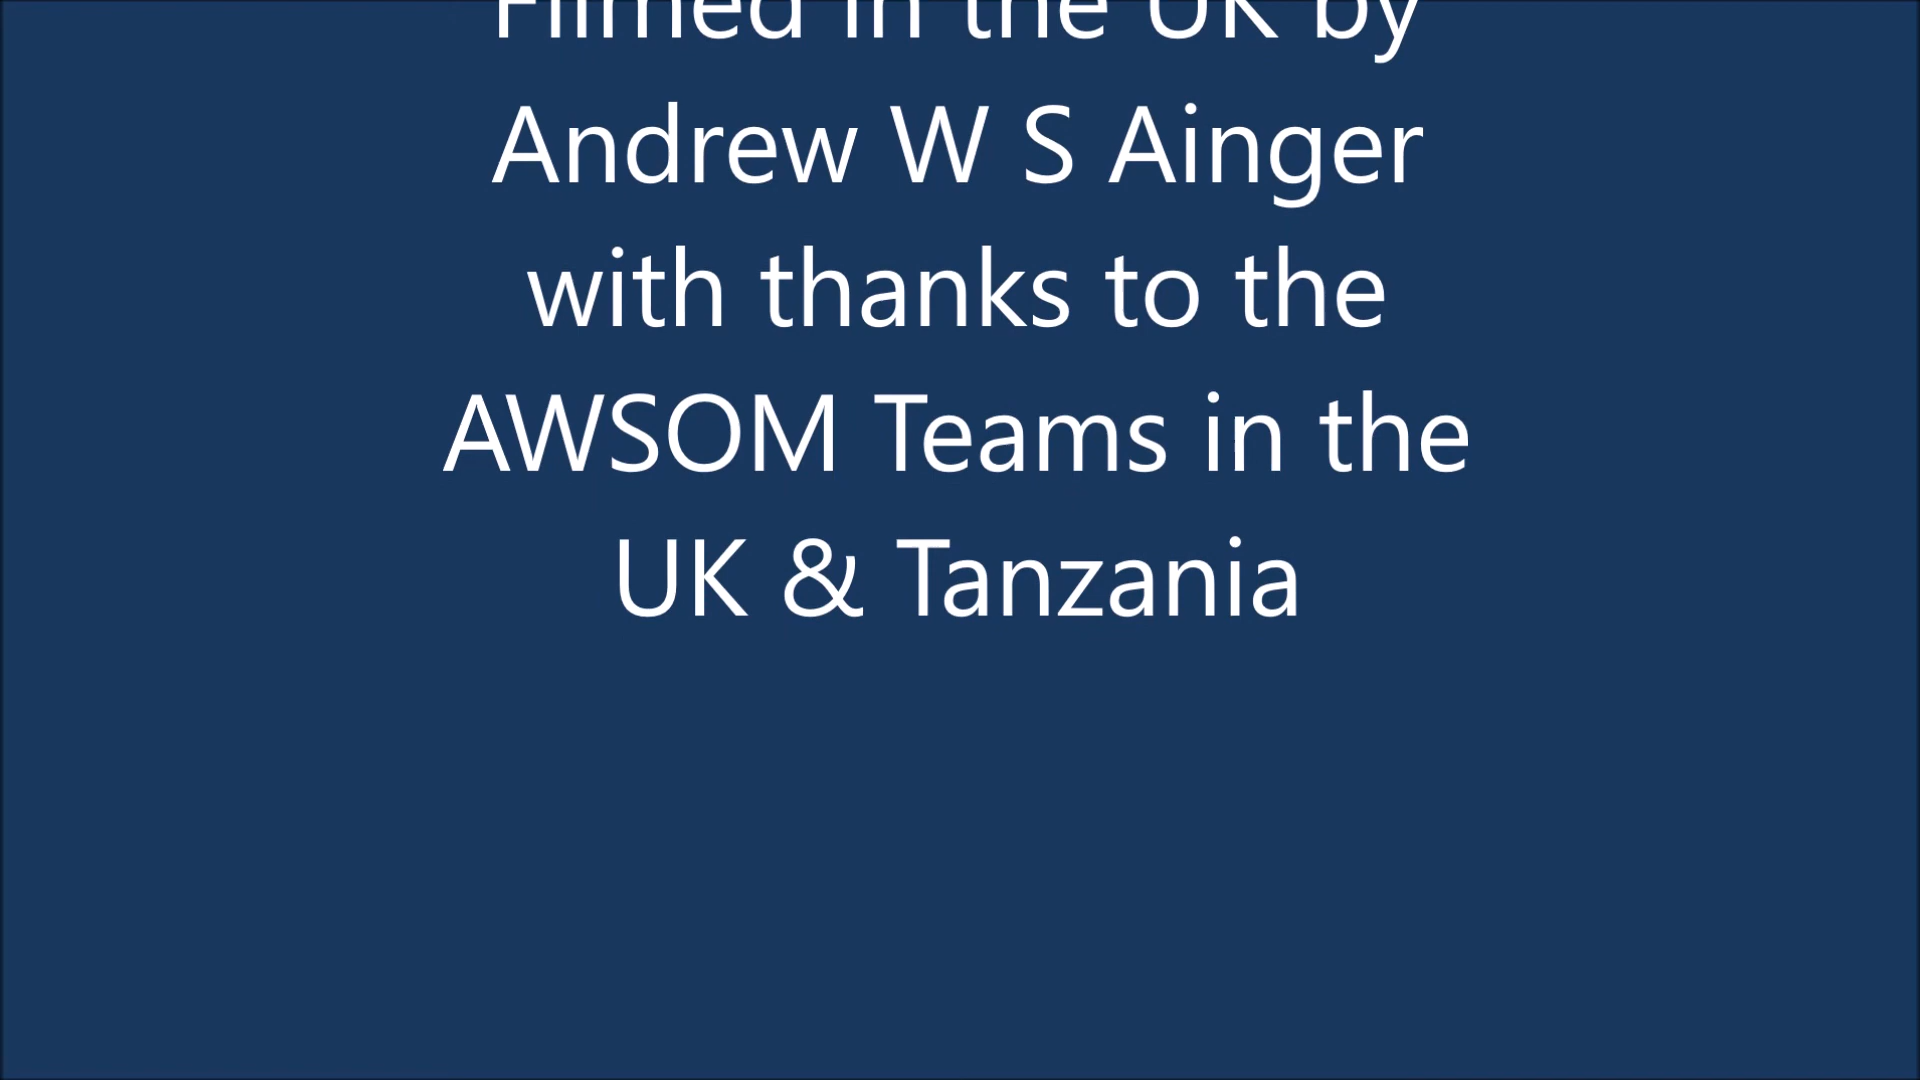 Filmed in the UK by
Andrew W S Ainger
with thanks to the
AWSOM Teams in the
UK & Tanzania